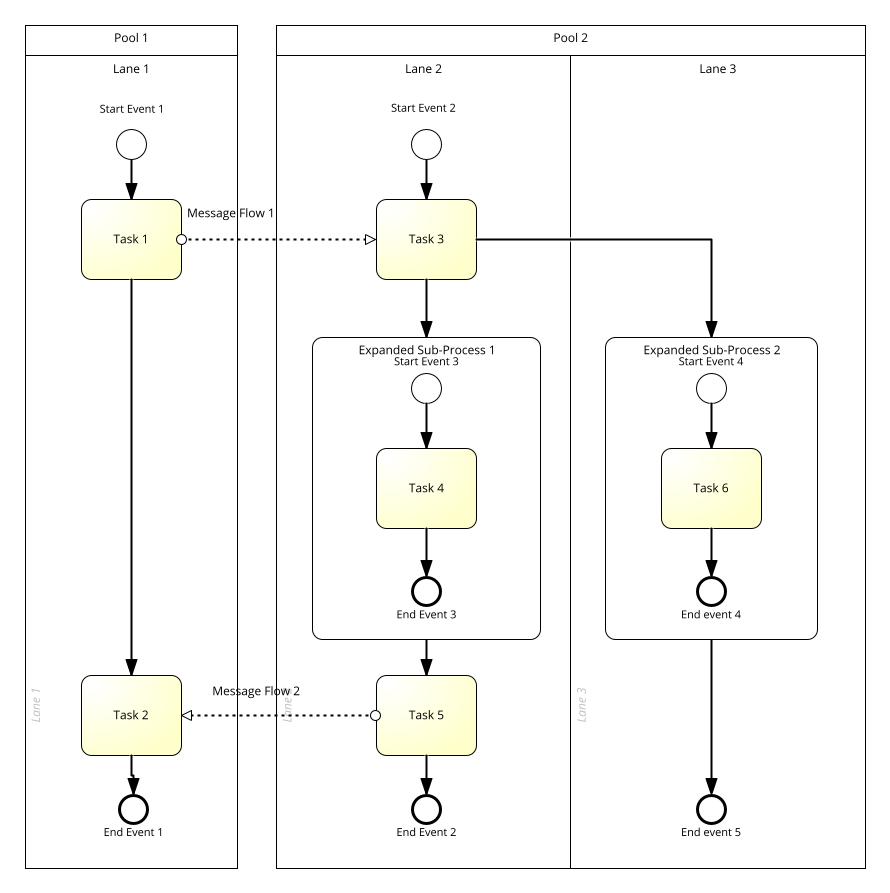 Pool 1
Pool 2
Lane 1
Lane 2
Lane 3
Start Event 1
Start Event 2
Message Flow 1
Task 1
Task 3
Expanded Sub-Process 1
Start Event 3
Expanded Sub-Process 2
Start Event 4
Task 4
Task 6
End Event 3
End event 4
Lane 1
Message Flow 2
Lane 3
Task 2
Task 5
End Event 1
End Event 2
End event 5